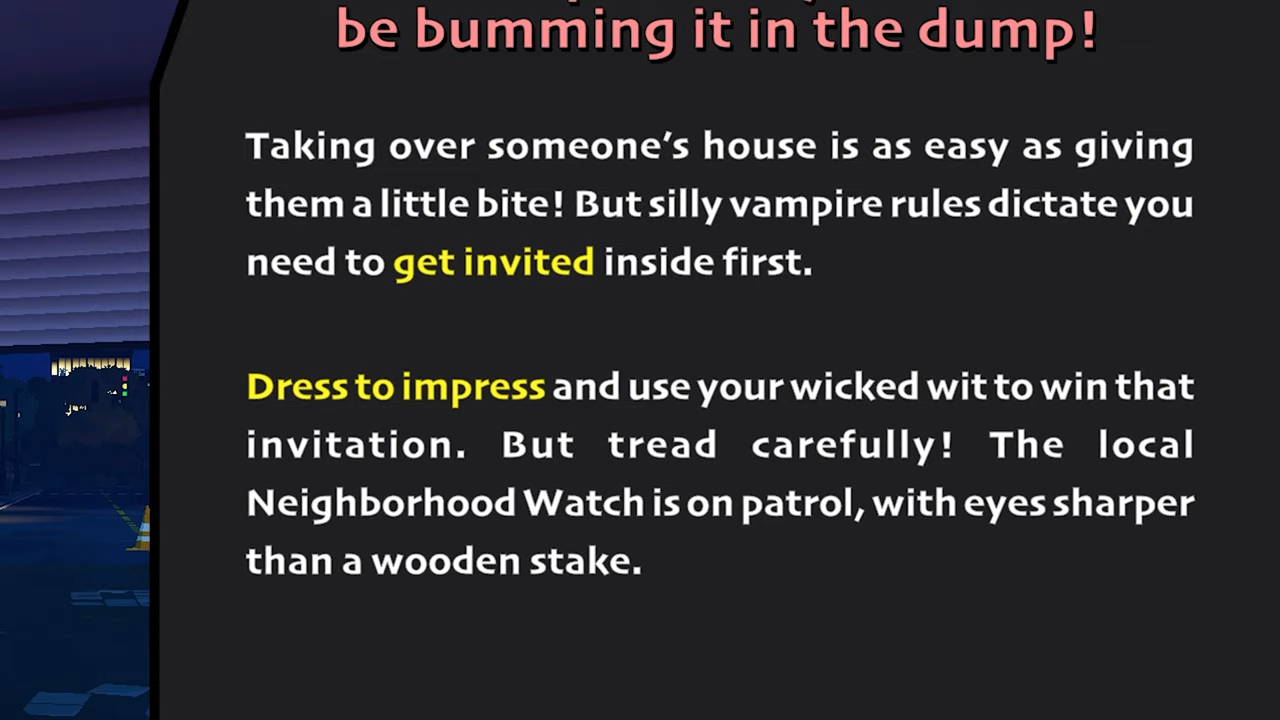 be bumming it in the dump!
Taking over someone's house is as easy as giving
them a little bite! But silly vampire rules dictate you
need to get invited inside first.
Dress to impress and use your wicked wit to win that
invitation. But tread carefully! The local
Neighborhood Watch is on patrol, with eyes sharper
than a wooden stake.